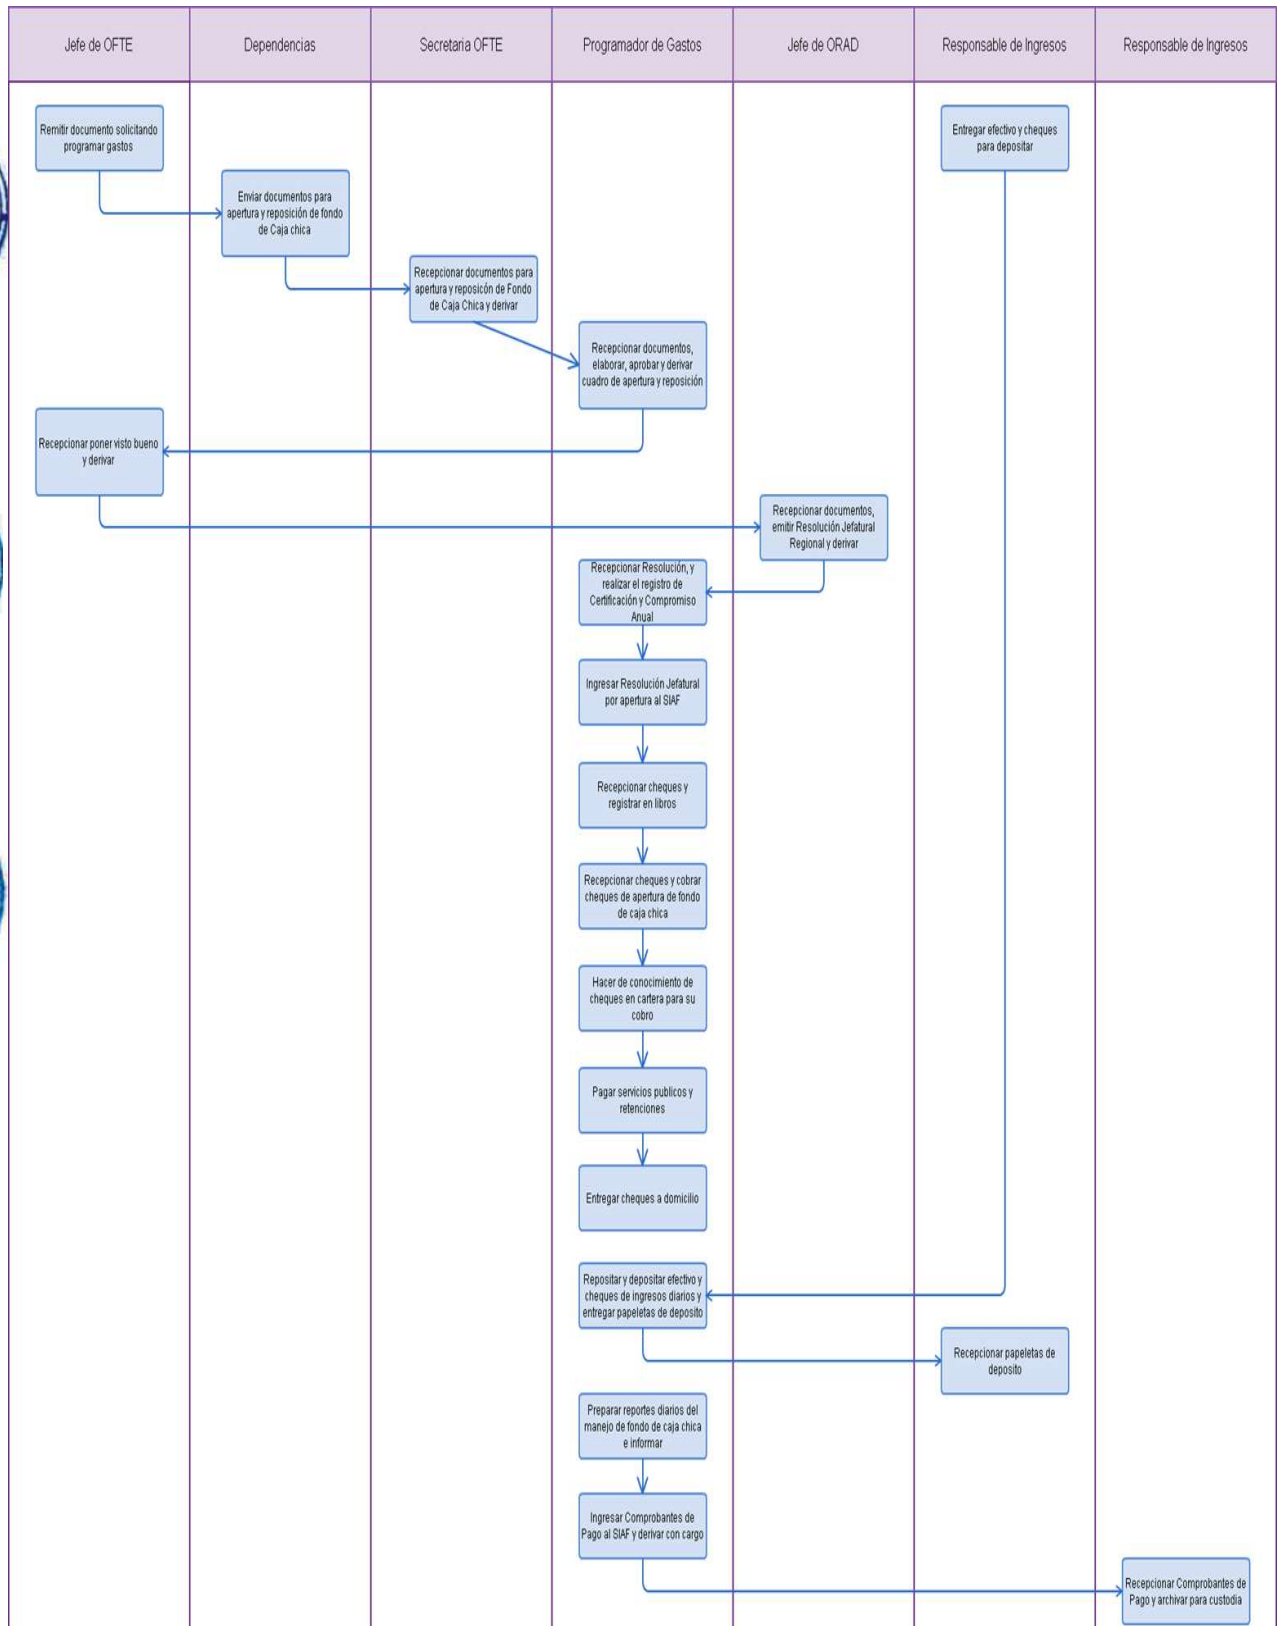 Jefe de OFTE
Dependencias
Secretaria OFTE
Programador de Gastos
Jefe de ORAD
Responsable de Ingresos
Responsable de Ingresos
Remitir documento solicitando
programar gastos
Entregar efectivo y cheques
para depositar
Enviar documentos para
apertura y reposición de fondo
de Caja chica
Recepcionar documentos para
apertura y reposicón de Fondo
de Caja Chica y derivar
Recepcionar documentos,
elaborar, aprobar y derivar
cuadro de apertura y reposición
Recepcionar poner visto bueno
y derivar
Recepcionar documentos,
emitir Resolución Jefatural
Regional y derivar
Recepcionar Resolución, y
realizar el registro de
Certificación y Compromiso
Anual
Ingresar Resolución Jefatural
por apertura al SIAF
Recepcionar cheques y
registrar en libros
Recepcionar cheques y cobrar
cheques de apertura de fondo
de caja chica
Hacer de conocimiento de
cheques en cartera para su
cobro
Pagar servicios publicos y
retenciones
Entregar cheques a domicilio
Repositar y depositar efectivo y
cheques de ingresos diarios y
entregar papeletas de deposito
Recepcionar papeletas de
deposito
Preparar reportes diarios del
manejo de fondo de caja chica
e informar
Ingresar Comprobantes de
Pago al SIAF y derivar con cargo
Recepcionar Comprobantes de
Pago y archivar para custodia